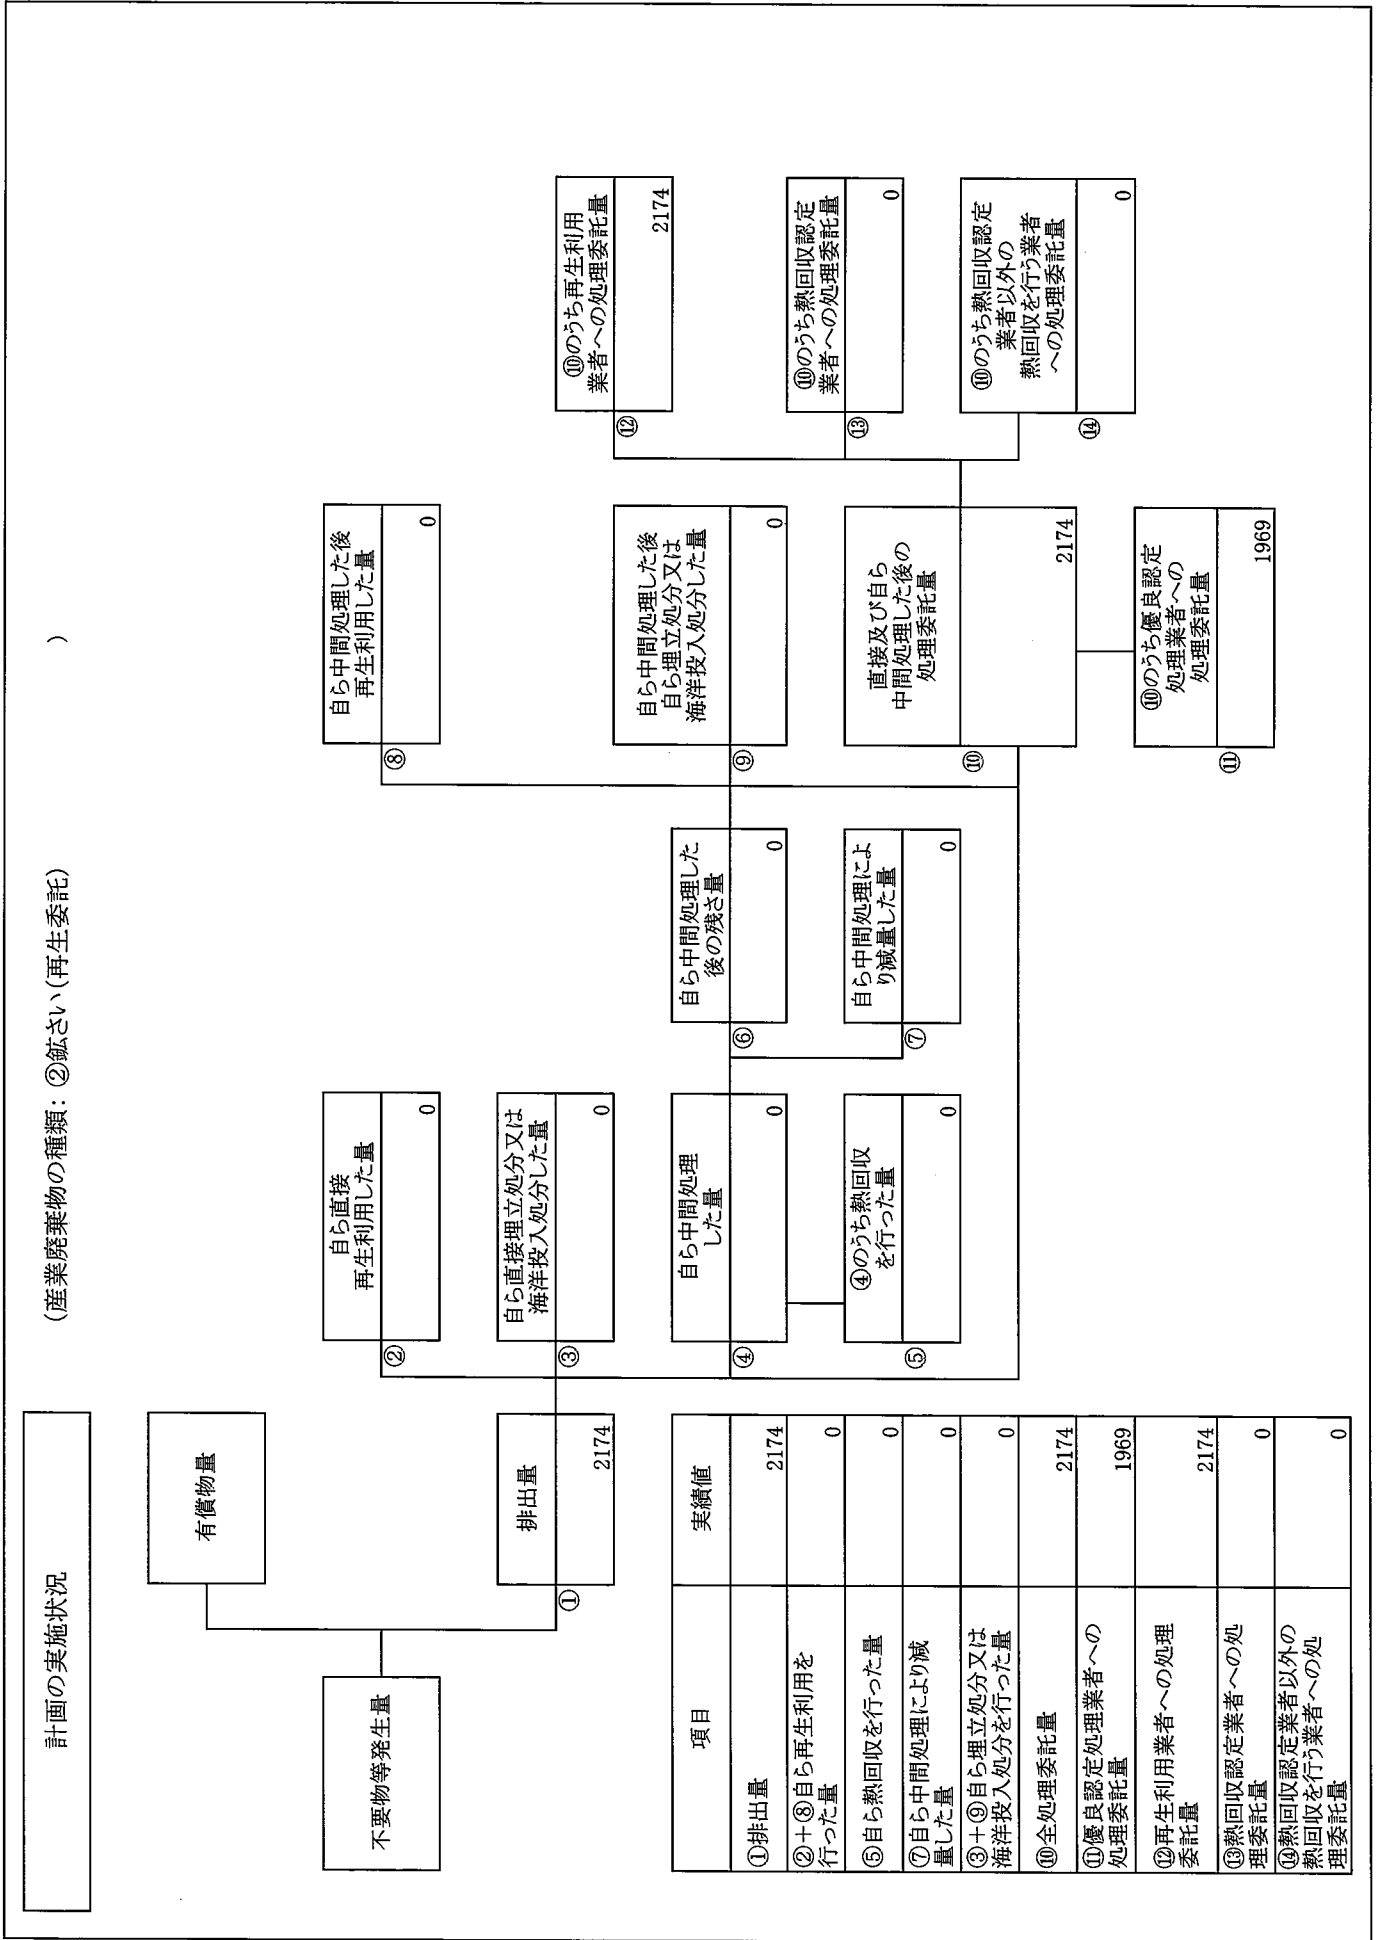 計画の実施状況
(産業廃棄物の種類：②鉱さい(再生委託)　　　　)
不要物等発生量
有償物量
排出量
①
2174
自ら直接
再生利用した量
②
0
自ら直接埋立処分又は
海洋投入処分した量
③
0
自ら中間処理
した量
④
0
④のうち熱回収
を行った量
⑤
0
自ら中間処理した
後の残さ量
⑥
0
自ら中間処理によ
り減量した量
⑦
0
自ら中間処理した後
再生利用した量
⑧
0
自ら中間処理した後
自ら埋立処分又は
海洋投入処分した量
⑨
0
直接及び自ら
中間処理した後の
処理委託量
⑩
2174
⑩のうち優良認定
処理業者への
処理委託量
⑪
1969
⑩のうち再生利用
業者への処理委託量
⑫
2174
⑩のうち熱回収認定
業者への処理委託量
⑬
0
⑩のうち熱回収認定
業者以外の
熱回収を行う業者
への処理委託量
⑭
0
項目 実績値
①排出量 2174
②＋⑧自ら再生利用を
行った量 0
⑤自ら熱回収を行った量 0
⑦自ら中間処理により減
量した量 0
③＋⑨自ら埋立処分又は
海洋投入処分を行った量 0
⑩全処理委託量 2174
⑪優良認定処理業者への
処理委託量 1969
⑫再生利用業者への処理
委託量 2174
⑬熱回収認定業者への処
理委託量 0
⑭熱回収認定業者以外の
熱回収を行う業者への処
理委託量 0